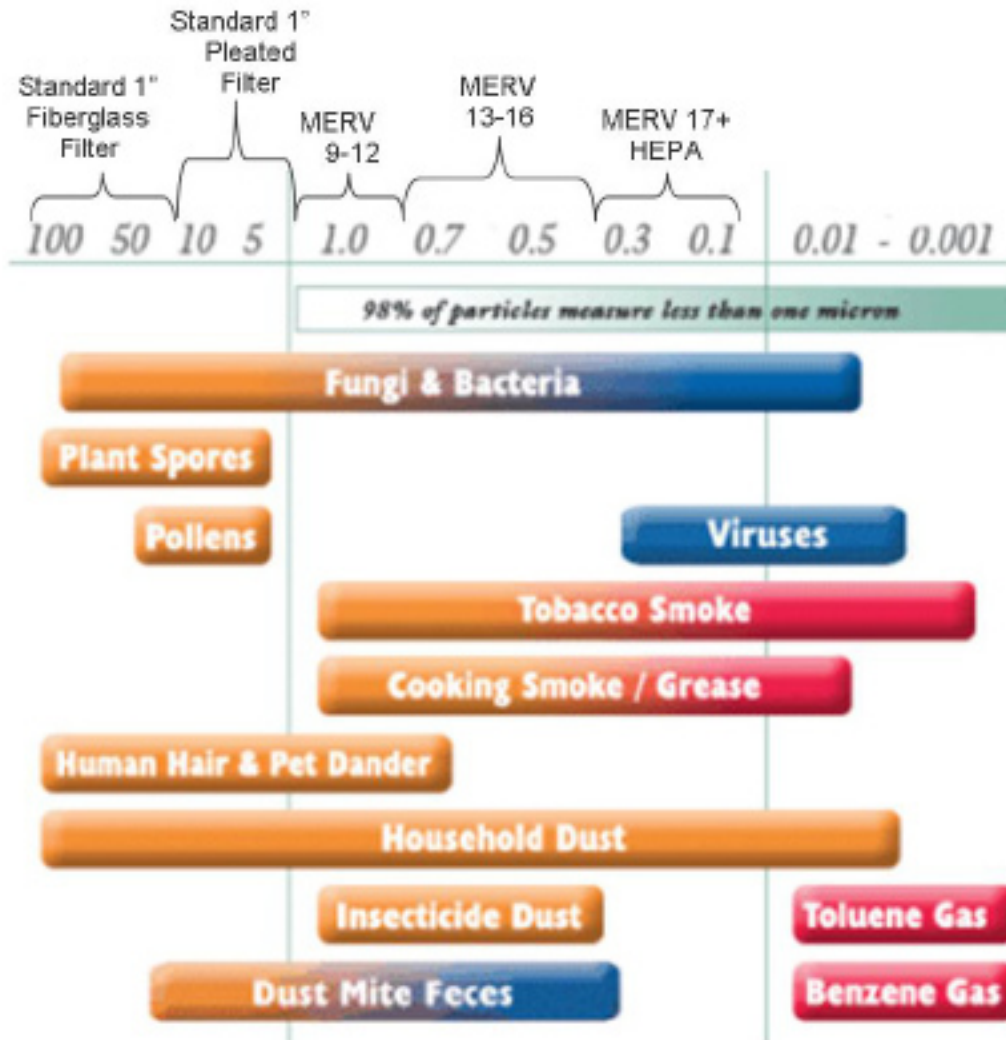 Standard 1"
Fiberglass
Filter
Standard 1"
Pleated
Filter
MERV
9-12
MERV
13-16
MERV 17+
HEPA
100 50 10 5 1.0 0.7 0.5 0.3 0.1 0.01 - 0.001
98% of particles measure less than one micron
Fungi & Bacteria
Plant Spores
Pollens
Viruses
Tobacco Smoke
Cooking Smoke / Grease
Human Hair & Pet Dander
Household Dust
Insecticide Dust
Toluene Gas
Dust Mite Feces
Benzene Gas